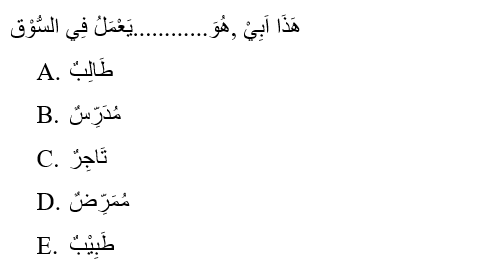 هَذَا اَبِيْ ,هُوَ............يَعْمَلُ فِي السُّوْق
A. طَالِبٌ
B. مُدَرِّسٌ
C. تَاجِرٌ
D. مُمَرِّضٌ
E. طَبِيْبٌ